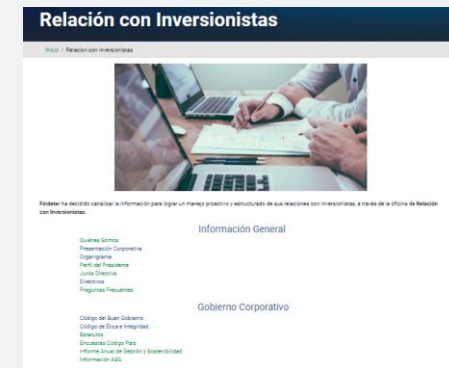 Relación con Inversionistas
Inicio / Relacion con Inversionistas
Findeter ha decidido canalizar la información para lograr un manejo proactivo y estructurado de sus relaciones con inversionistas, a través de la oficina de Relación
con Inversionistas.
Información General
Quiénes Somos
Presentación Corporativa
Organigrama
Perfil del Presidente
Junta Directiva
Directivos
Preguntas Frecuentes
Gobierno Corporativo
Código del Buen Gobierno
Código de Ética e Integridad
Estatutos
Encuestas Código País
Informe Anual de Gestión y Sostenibilidad
Información ASG